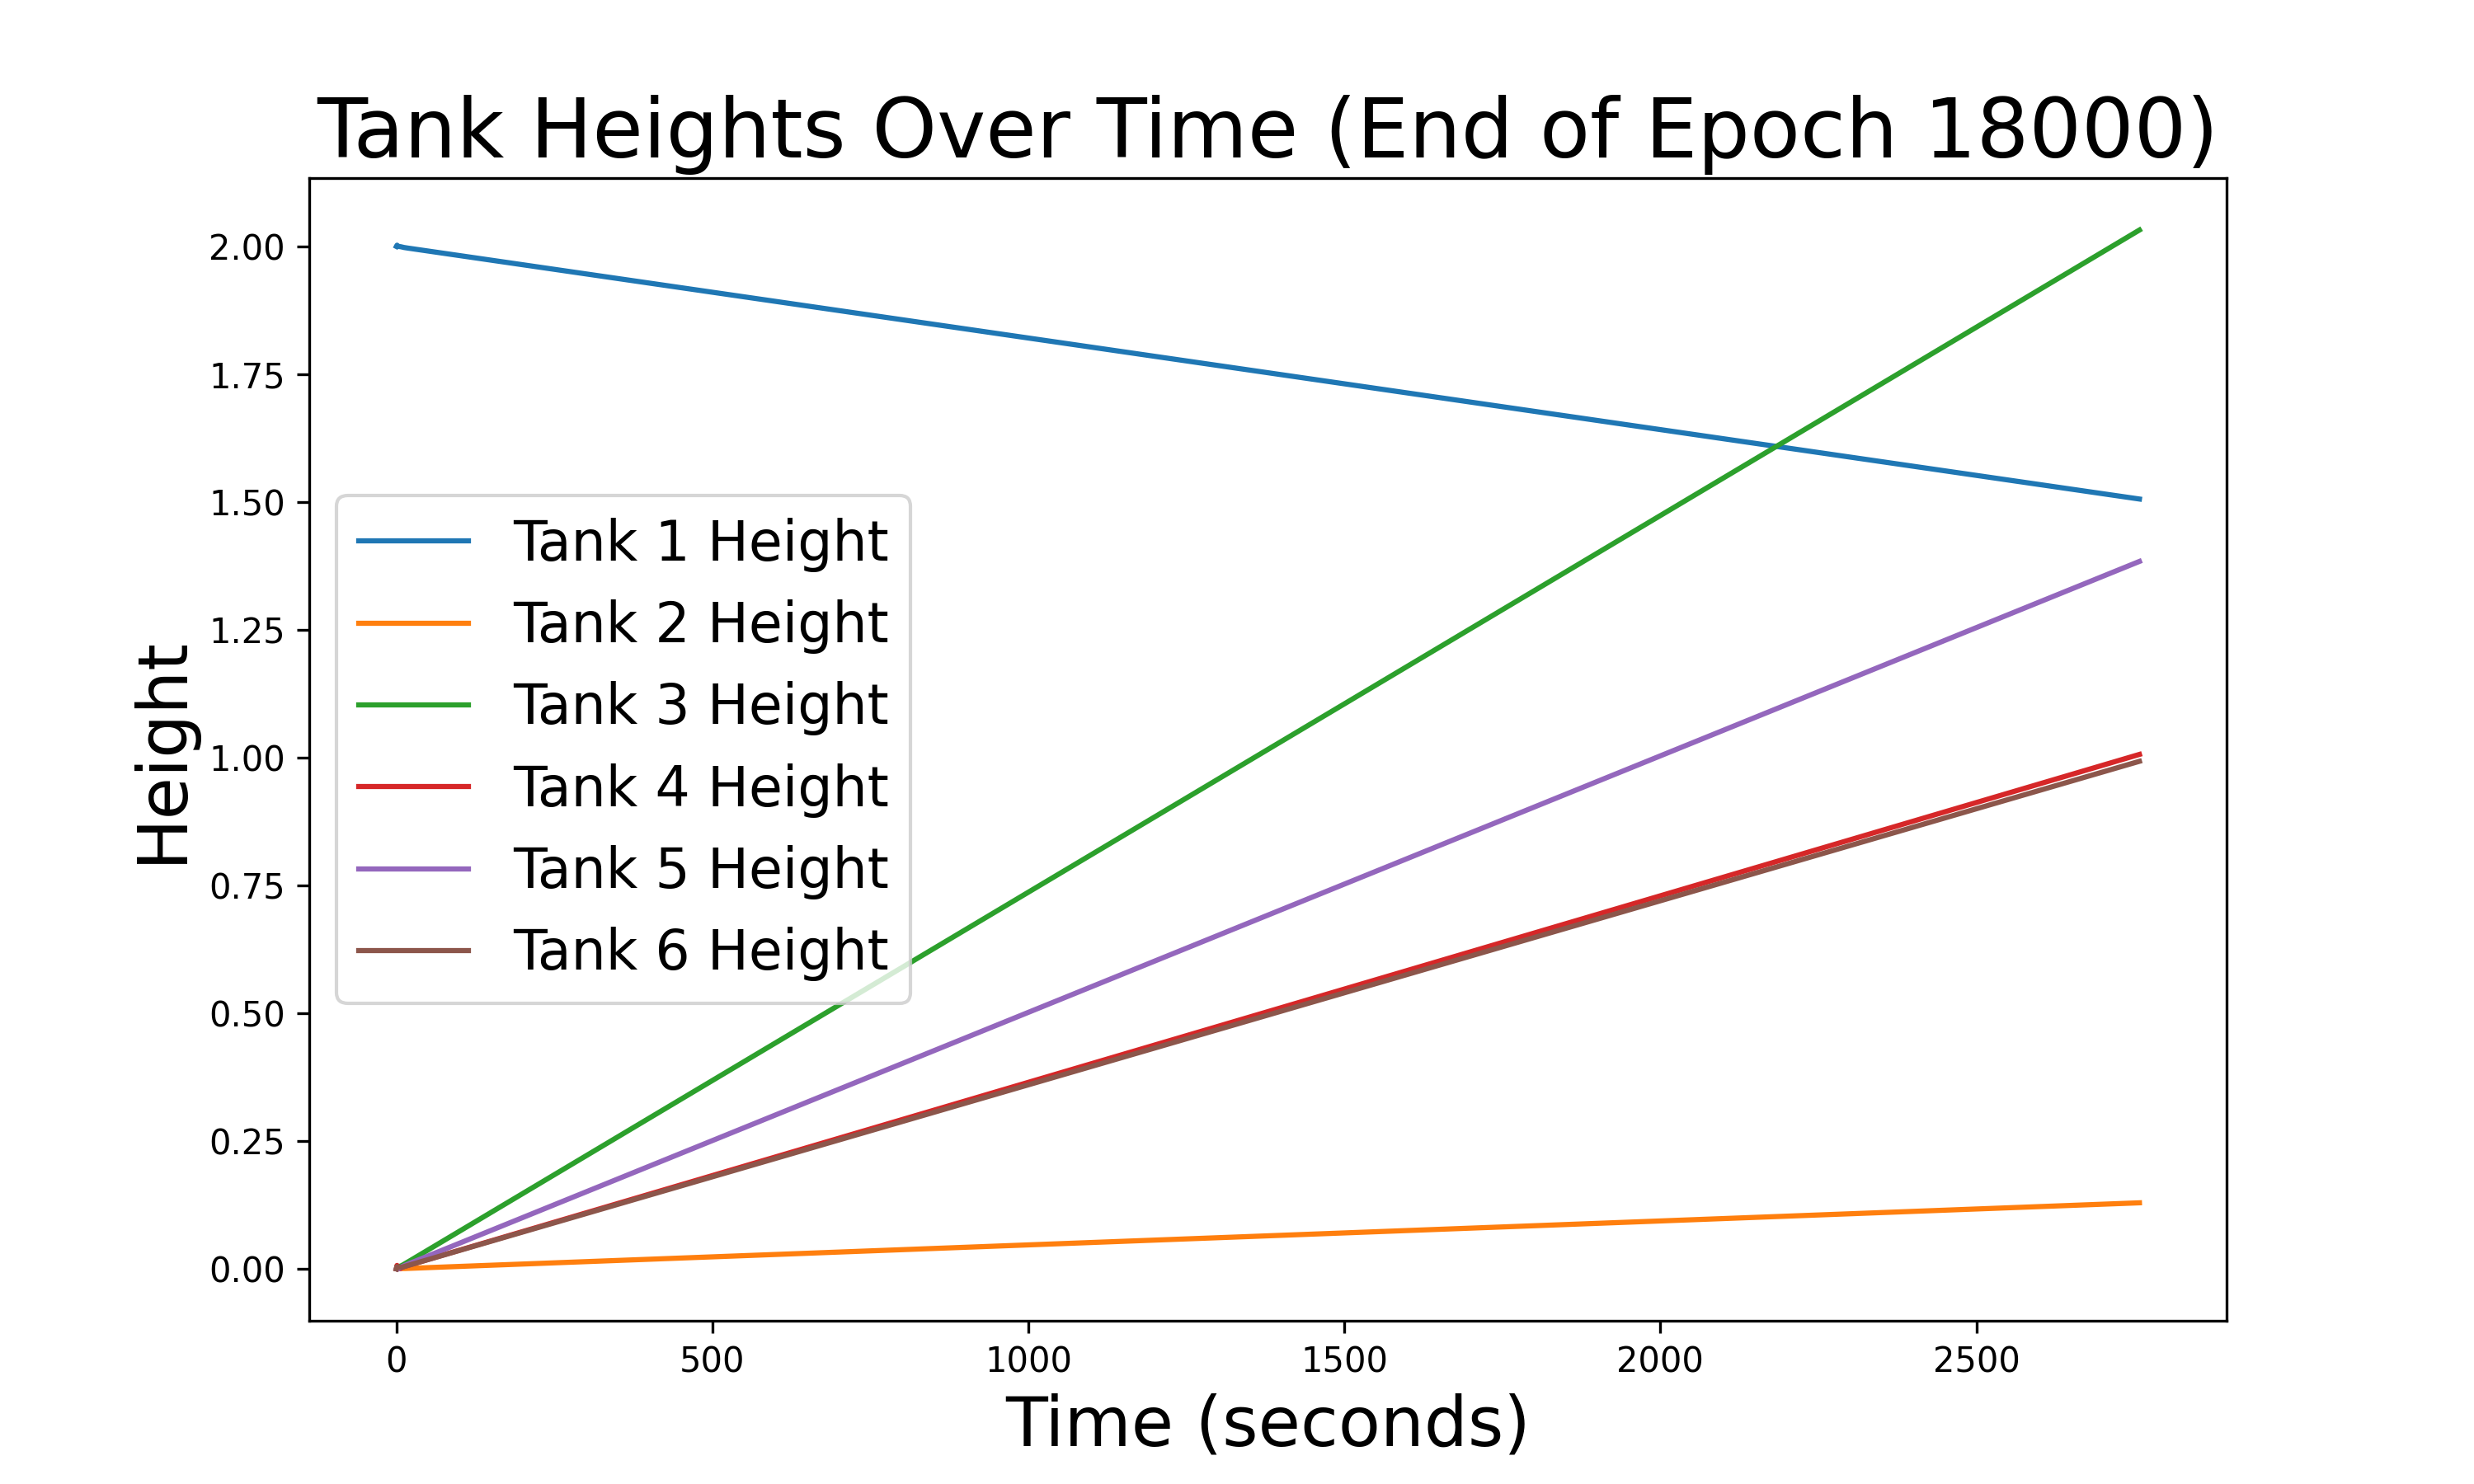 Tank Heights Over Time (End of Epoch 18000)
2.00
1.75
1.50
1.25
1.00
0.75
0.50
0.25
0.00
Height
Tank 1 Height
Tank 2 Height
Tank 3 Height
Tank 4 Height
Tank 5 Height
Tank 6 Height
0 500 1000 1500 2000 2500
Time (seconds)